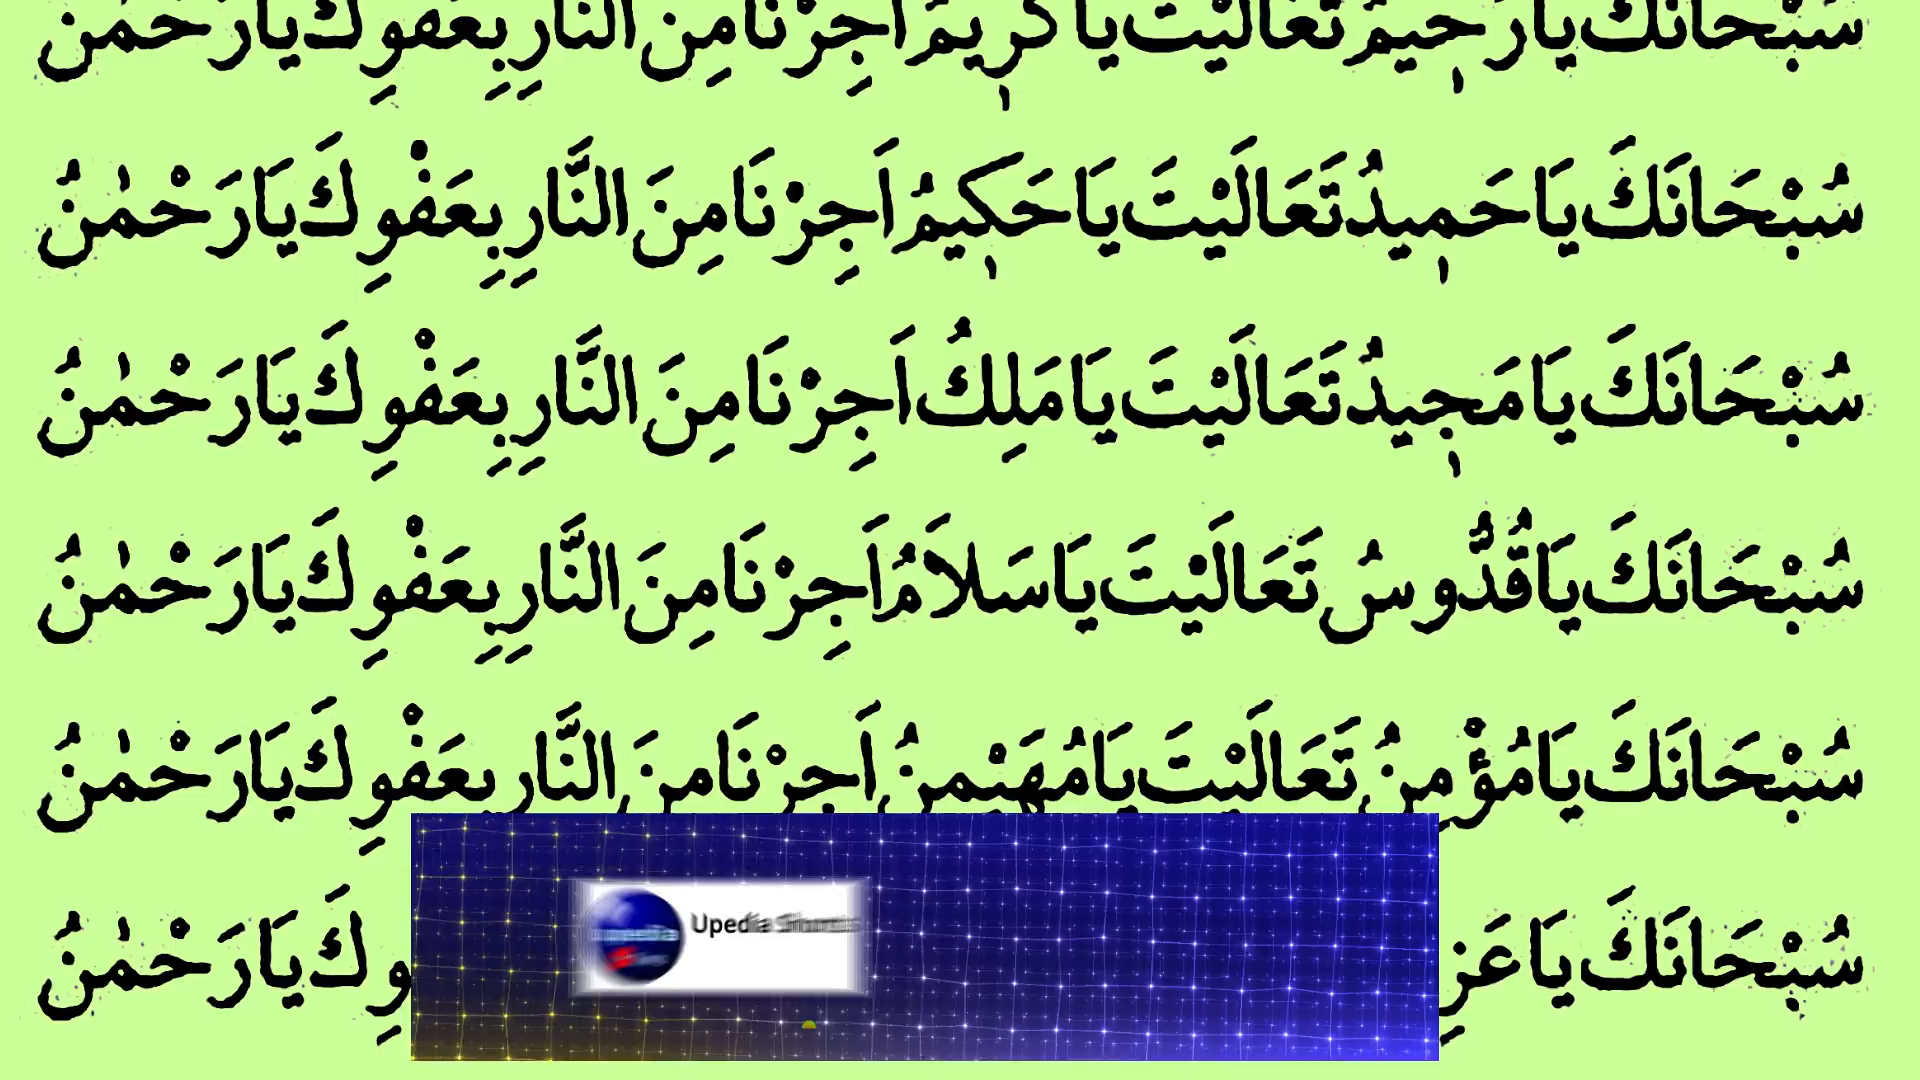 سُبْحَانَكَ يَا رَحِيمُ تَعَالَيْتَ يَا كَرِيمُ اَجِرْنَا مِنَ النَّارِ بِعَفْوِكَ يَا رَحْمٰنُ
سُبْحَانَكَ يَا حَمِيدُ تَعَالَيْتَ يَا حَكِيمُ اَجِرْنَا مِنَ النَّارِ بِعَفْوِكَ يَا رَحْمٰنُ
سُبْحَانَكَ يَا مَجِيدُ تَعَالَيْتَ يَا مَلِكُ اَجِرْنَا مِنَ النَّارِ بِعَفْوِكَ يَا رَحْمٰنُ
سُبْحَانَكَ يَا قُدُّوسُ تَعَالَيْتَ يَا سَلاَمُ اَجِرْنَا مِنَ النَّارِ بِعَفْوِكَ يَا رَحْمٰنُ
سُبْحَانَكَ يَا مُؤْمِنُ تَعَالَيْتَ يَا مُهَيْمِنُ اَجِرْنَا مِنَ النَّارِ بِعَفْوِكَ يَا رَحْمٰنُ
سُبْحَانَكَ يَا يَا رَحْمٰنُ
Upedia